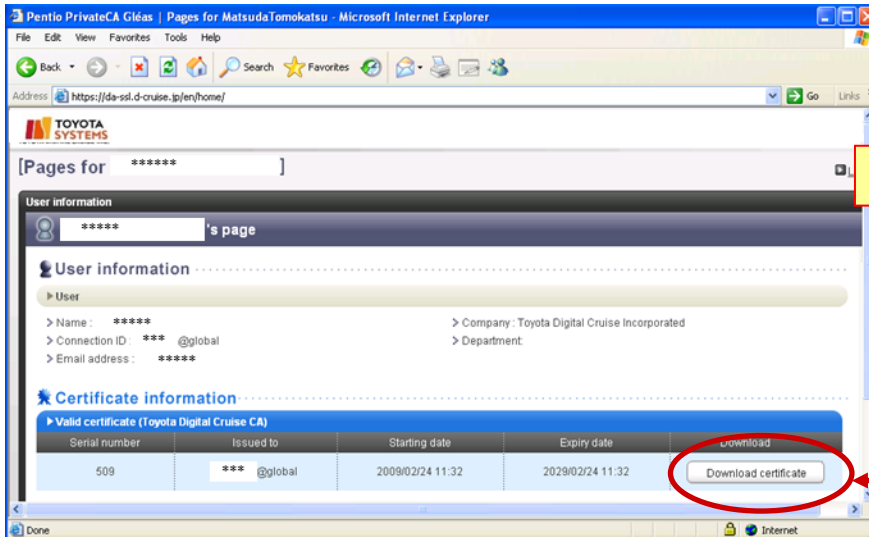 Pentio PrivateCA Gléas | Pages for MatsudaTomokatsu - Microsoft Internet Explorer
File Edit View Favorites Tools Help
Back Search Favorites
Address https://da-ssl.d-cruise.jp/en/home/ Go Links
TOYOTA
SYSTEMS
[Pages for ****** ]
User information
***** 's page
User information
User
Name : *****
Company : Toyota Digital Cruise Incorporated
Connection ID : *** @global
Department:
Email address : *****
Certificate information
Valid certificate (Toyota Digital Cruise CA)
Serial number Issued to Starting date Expiry date Download
509 *** @global 2009/02/24 11:32 2029/02/24 11:32 Download certificate
Done Internet